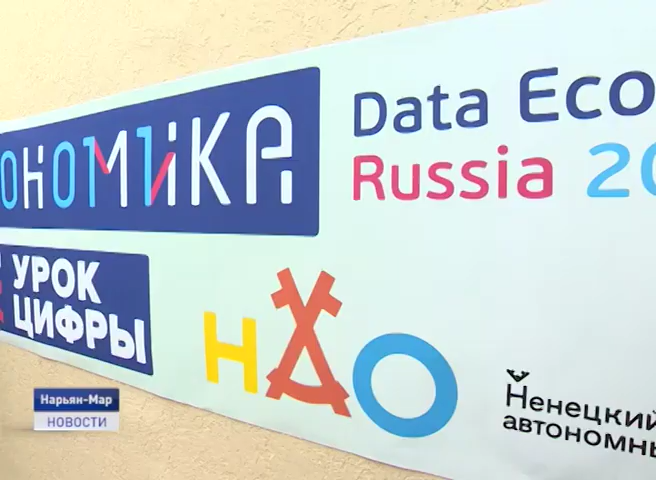 ОНОМИКА
Data Eco
Russia 20
УРОК
ЦИФРЫ
НАО
Ненецкий
автономны
Нарьян-Мар
НОВОСТИ